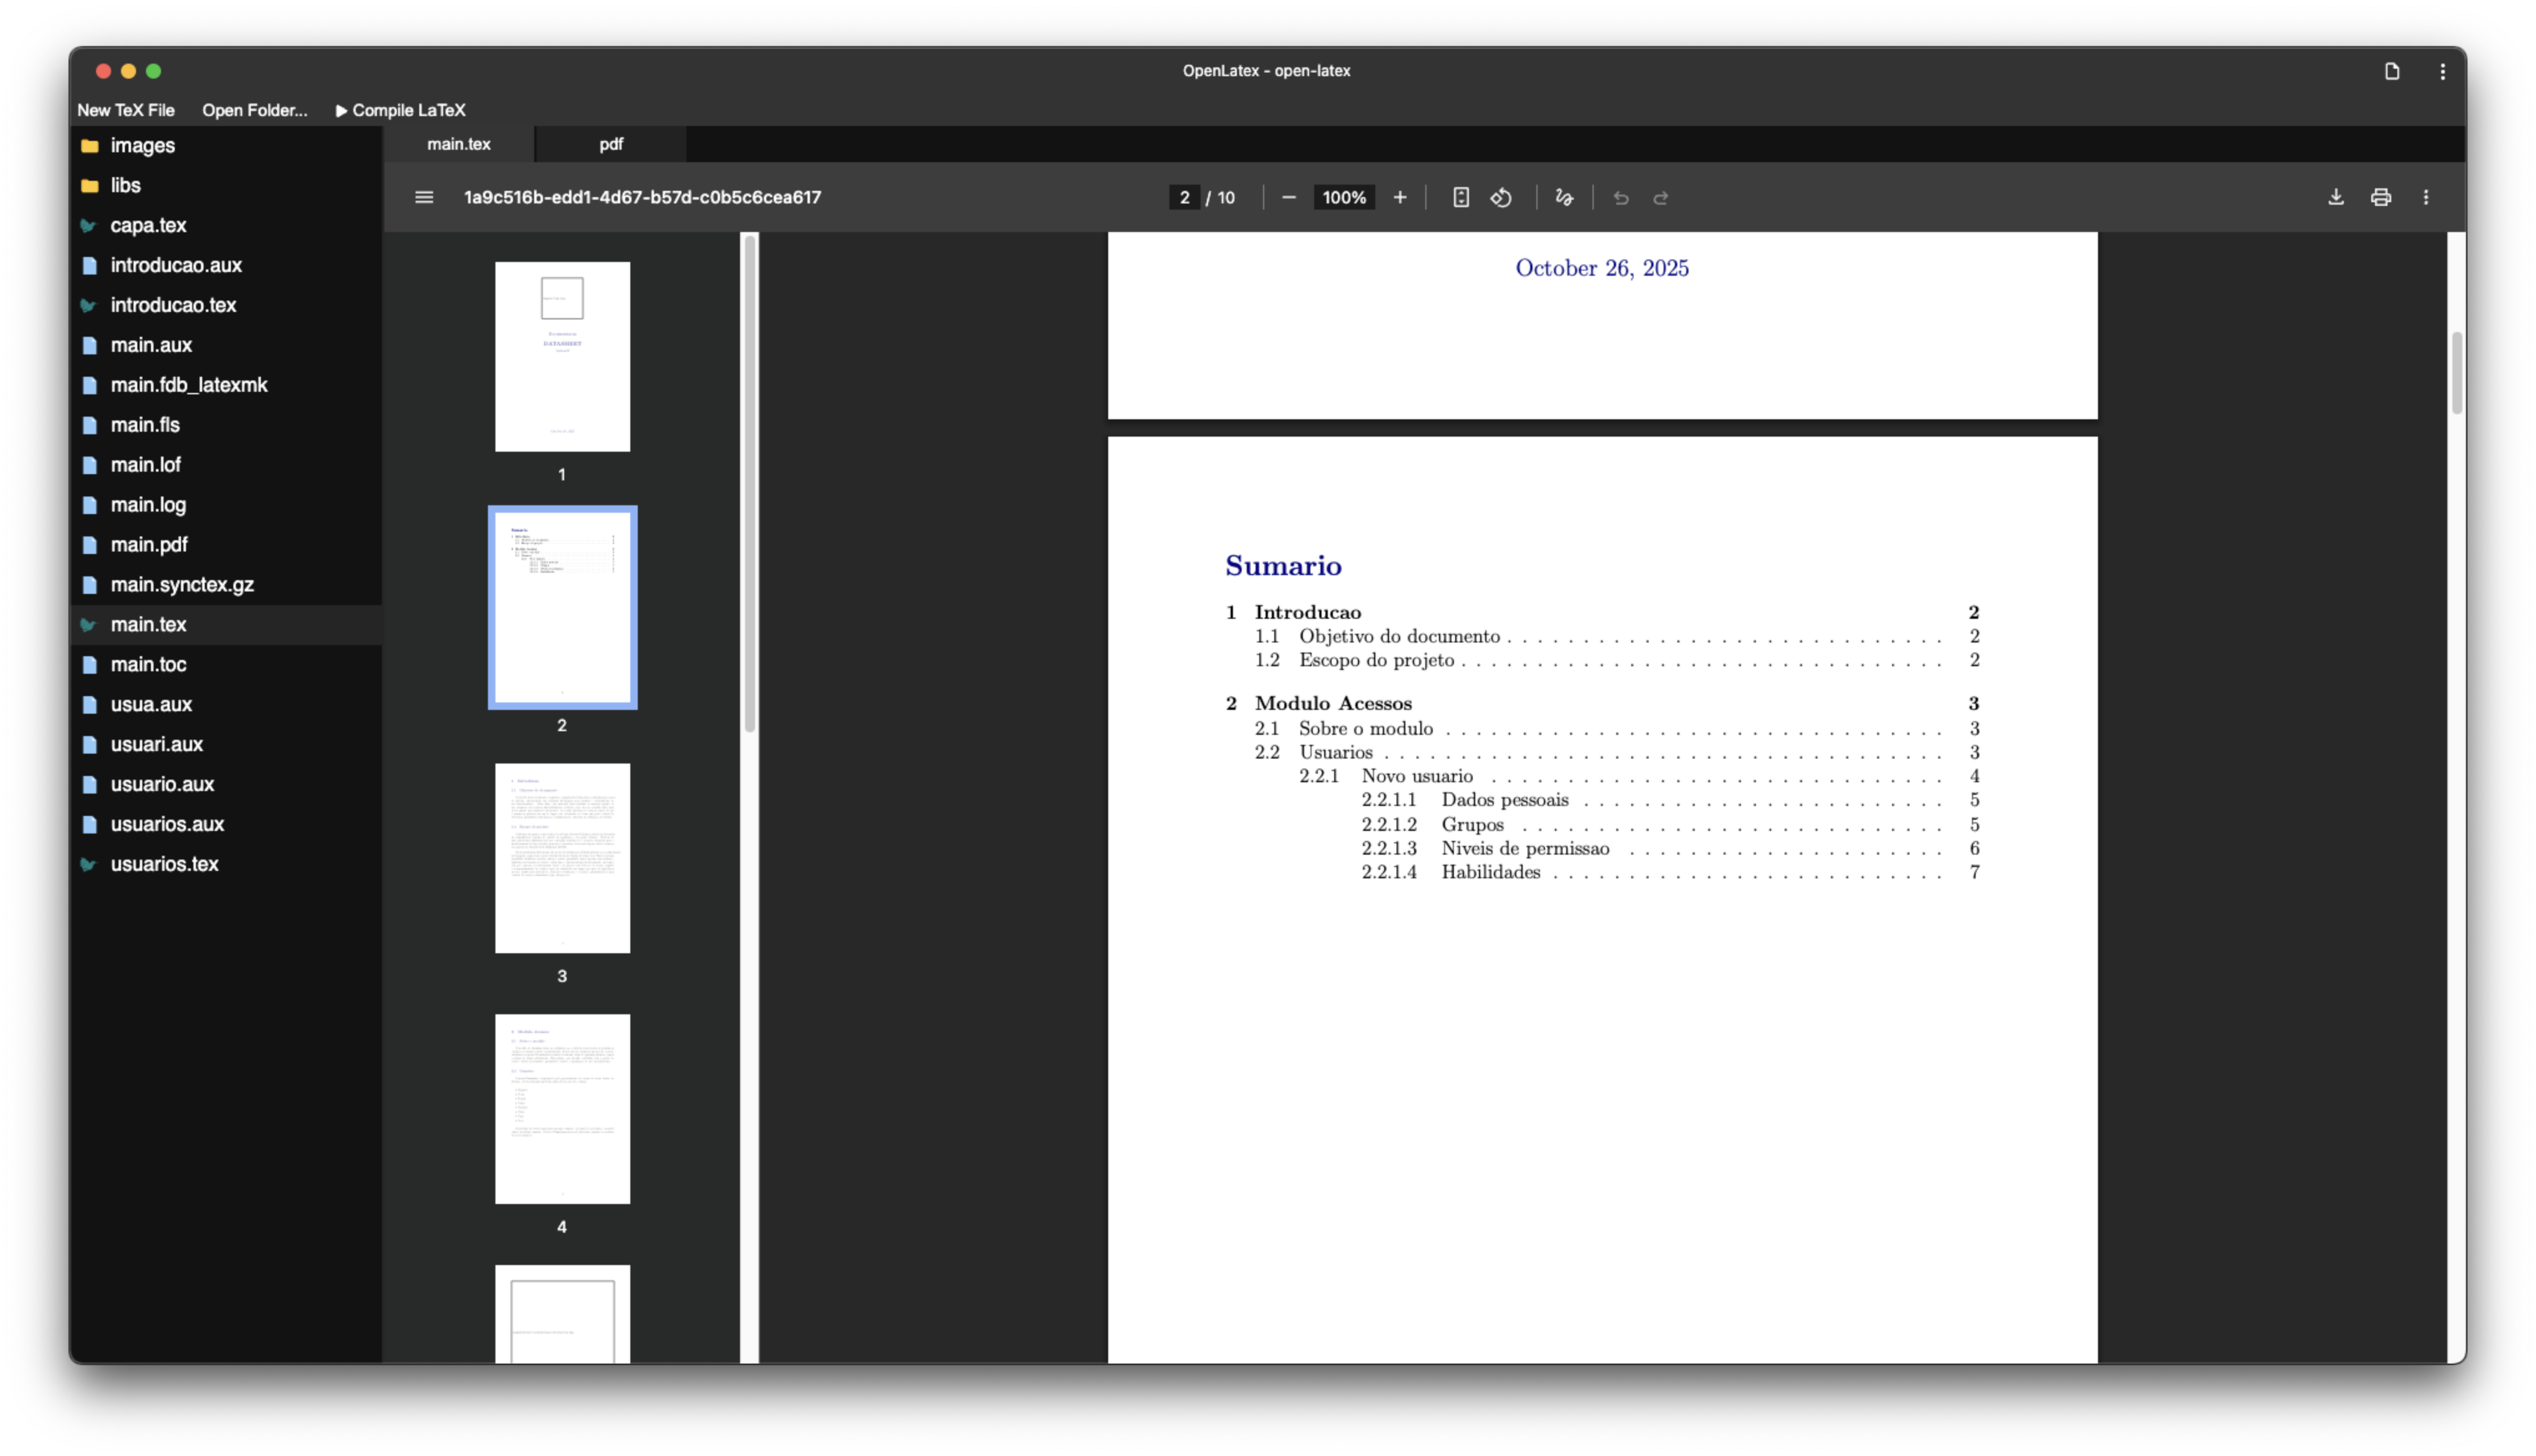 OpenLatex - open-latex
New TeX File Open Folder... Compile LaTeX
images
libs
capa.tex
introducao.aux
introducao.tex
main.aux
main.fdb_latexmk
main.fls
main.lof
main.log
main.pdf
main.synctex.gz
main.tex
main.toc
usua.aux
usuari.aux
usuario.aux
usuarios.aux
usuarios.tex
main.tex pdf
1a9c516b-edd1-4d67-b57d-c0b5c6cea617 2 / 10 100%
DATASHEET
1
2
3
4
October 26, 2025
Sumario
1 Introducao 2
1.1 Objetivo do documento . . . . . . . . . . . . . . . . . . . . . . . . . . . . . 2
1.2 Escopo do projeto . . . . . . . . . . . . . . . . . . . . . . . . . . . . . . . . 2
2 Modulo Acessos 3
2.1 Sobre o modulo . . . . . . . . . . . . . . . . . . . . . . . . . . . . . . . . . 3
2.2 Usuarios . . . . . . . . . . . . . . . . . . . . . . . . . . . . . . . . . . . . . 3
2.2.1 Novo usuario . . . . . . . . . . . . . . . . . . . . . . . . . . . . . . 4
2.2.1.1 Dados pessoais . . . . . . . . . . . . . . . . . . . . . . . . 5
2.2.1.2 Grupos . . . . . . . . . . . . . . . . . . . . . . . . . . . . 5
2.2.1.3 Niveis de permissao . . . . . . . . . . . . . . . . . . . . . 6
2.2.1.4 Habilidades . . . . . . . . . . . . . . . . . . . . . . . . . . 7